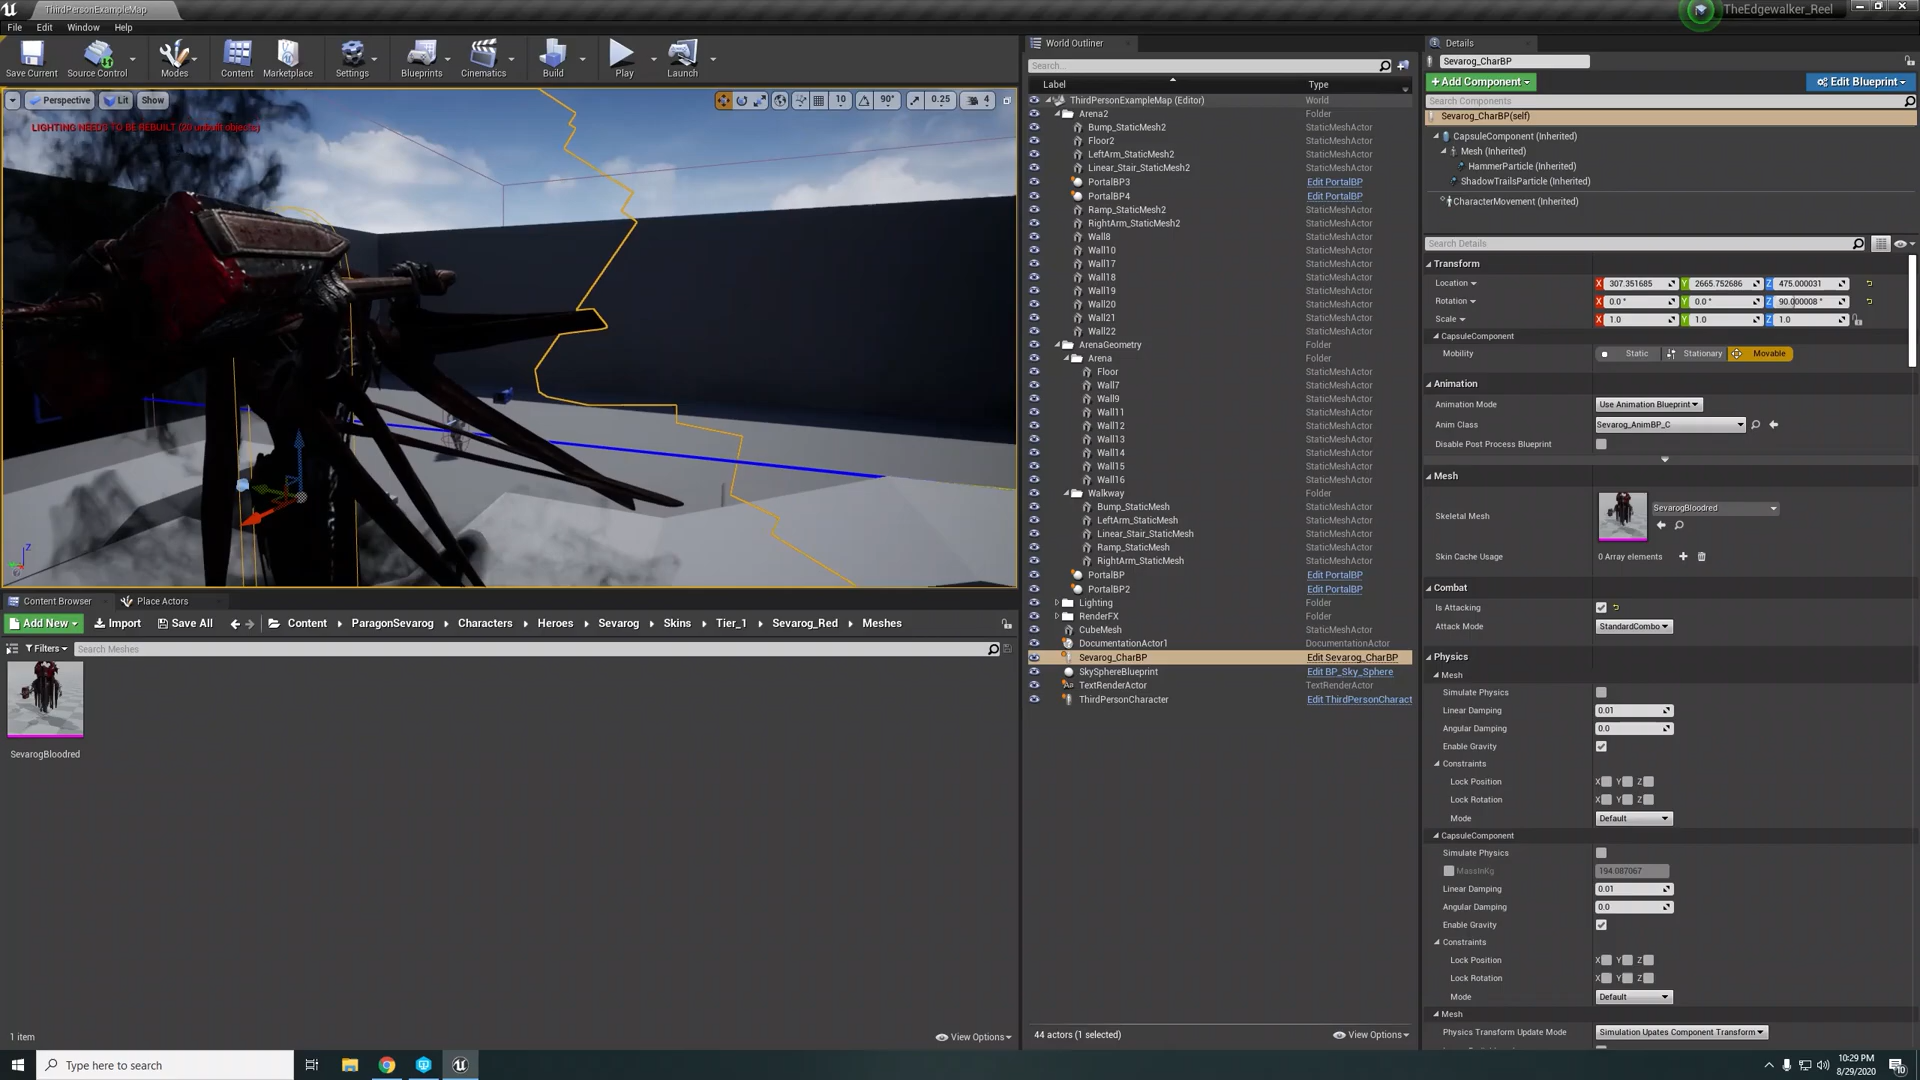 ThirdPersonExampleMap
TheEdgewalker_Reel
File Edit Window Help
Save Current Source Control Modes Content Marketplace Settings Blueprints Cinematics Build Play Launch
Perspective Lit Show 10 90° 0.25 4
LIGHTING NEEDS TO BE REBUILT (20 unbuilt objects)
Z
Content Browser Place Actors
Add New Import Save All Content ParagonSevarog Characters Heroes Sevarog Skins Tier_1 Sevarog_Red Meshes
Filters Search Meshes
SevarogBloodred
1 item View Options
World Outliner
Search...
Label Type
ThirdPersonExampleMap (Editor) World
Arena2 Folder
Bump_StaticMesh2 StaticMeshActor
Floor2 StaticMeshActor
LeftArm_StaticMesh2 StaticMeshActor
Linear_Stair_StaticMesh2 StaticMeshActor
PortalBP3 Edit PortalBP
PortalBP4 Edit PortalBP
Ramp_StaticMesh2 StaticMeshActor
RightArm_StaticMesh2 StaticMeshActor
Wall8 StaticMeshActor
Wall10 StaticMeshActor
Wall17 StaticMeshActor
Wall18 StaticMeshActor
Wall19 StaticMeshActor
Wall20 StaticMeshActor
Wall21 StaticMeshActor
Wall22 StaticMeshActor
ArenaGeometry Folder
Arena Folder
Floor StaticMeshActor
Wall7 StaticMeshActor
Wall9 StaticMeshActor
Wall11 StaticMeshActor
Wall12 StaticMeshActor
Wall13 StaticMeshActor
Wall14 StaticMeshActor
Wall15 StaticMeshActor
Wall16 StaticMeshActor
Walkway Folder
Bump_StaticMesh StaticMeshActor
LeftArm_StaticMesh StaticMeshActor
Linear_Stair_StaticMesh StaticMeshActor
Ramp_StaticMesh StaticMeshActor
RightArm_StaticMesh StaticMeshActor
PortalBP Edit PortalBP
PortalBP2 Edit PortalBP
Lighting Folder
RenderFX Folder
CubeMesh StaticMeshActor
DocumentationActor1 DocumentationActor
Sevarog_CharBP Edit Sevarog_CharBP
SkySphereBlueprint Edit BP_Sky_Sphere
TextRenderActor TextRenderActor
ThirdPersonCharacter Edit ThirdPersonCharact
44 actors (1 selected) View Options
Details
Sevarog_CharBP
Add Component Edit Blueprint
Search Components
Sevarog_CharBP(self)
CapsuleComponent (Inherited)
Mesh (Inherited)
HammerParticle (Inherited)
ShadowTrailsParticle (Inherited)
CharacterMovement (Inherited)
Search Details
Transform
Location X 307.351685 Y 2665.752686 Z 475.000031
Rotation X 0.0 ° Y 0.0 ° Z 90.000008 °
Scale X 1.0 Y 1.0 Z 1.0
CapsuleComponent
Mobility Static Stationary Movable
Animation
Animation Mode Use Animation Blueprint
Anim Class Sevarog_AnimBP_C
Disable Post Process Blueprint
Mesh
Skeletal Mesh SevarogBloodred
Skin Cache Usage 0 Array elements
Combat
Is Attacking
Attack Mode StandardCombo
Physics
Mesh
Simulate Physics
Linear Damping 0.01
Angular Damping 0.0
Enable Gravity
Constraints
Lock Position X Y Z
Lock Rotation X Y Z
Mode Default
CapsuleComponent
Simulate Physics
MassInKg 194.087067
Linear Damping 0.01
Angular Damping 0.0
Enable Gravity
Constraints
Lock Position X Y Z
Lock Rotation X Y Z
Mode Default
Mesh
Physics Transform Update Mode Simulation Upates Component Transform
Type here to search
10:29 PM
8/29/2020
10